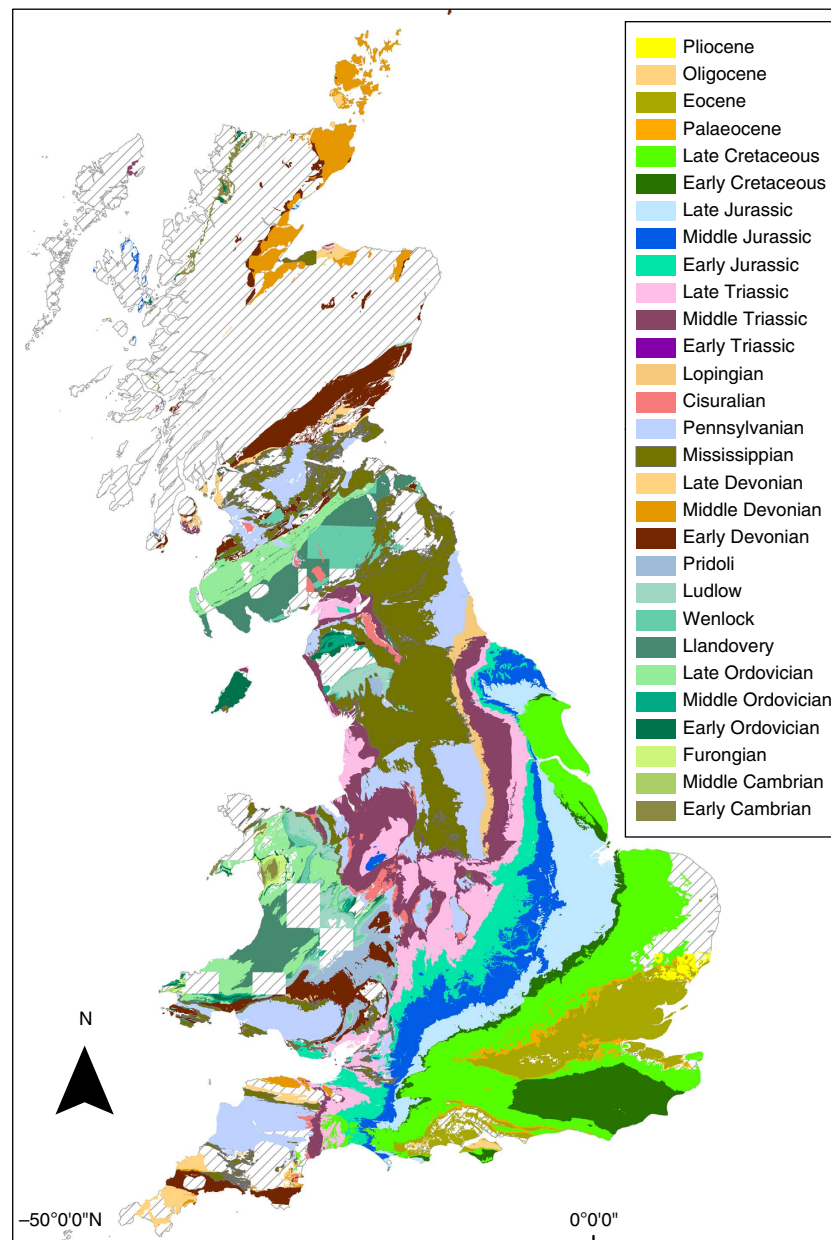 Pliocene
Oligocene
Eocene
Palaeocene
Late Cretaceous
Early Cretaceous
Late Jurassic
Middle Jurassic
Early Jurassic
Late Triassic
Middle Triassic
Early Triassic
Lopingian
Cisuralian
Pennsylvanian
Mississippian
Late Devonian
Middle Devonian
Early Devonian
Pridoli
Ludlow
Wenlock
Llandovery
Late Ordovician
Middle Ordovician
Early Ordovician
Furongian
Middle Cambrian
Early Cambrian
N
–50°0'0"N
0°0'0"